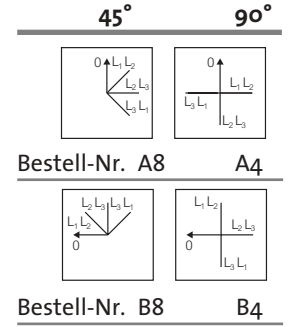 45° 90°
0 L₁ L₂
L₂ L₃
L₃ L₁
0
L₁ L₂
L₃ L₁
L₂ L₃
Bestell-Nr. A8 A4
L₂ L₃ L₃ L₁
L₁ L₂
0
L₁ L₂
L₂ L₃
0
L₃ L₁
Bestell-Nr. B8 B4